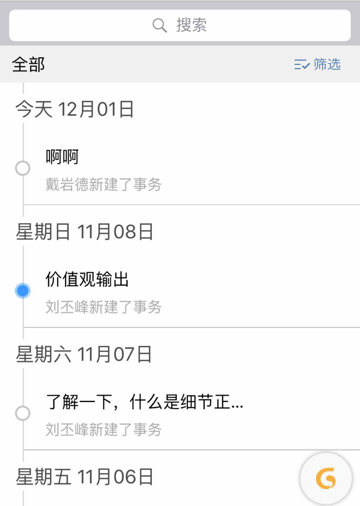 搜索
全部 筛选
今天 12月01日
啊啊
戴岩德新建了事务
星期日 11月08日
价值观输出
刘丕峰新建了事务
星期六 11月07日
了解一下，什么是细节正...
刘丕峰新建了事务
星期五 11月06日